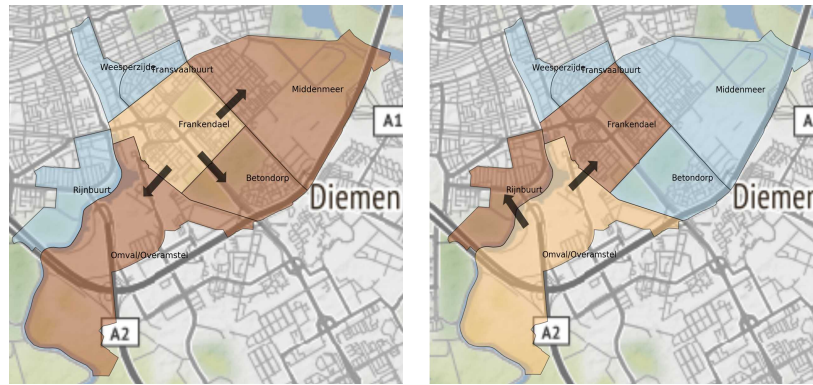 Weesperzijde
Transvaalbuurt
Middenmeer
A1
Frankendael
Betondorp
Rijnbuurt
Diemen
Omval/Overamstel
A2
Weesperzijde
Transvaalbuurt
Middenmeer
A
Frankendael
Betondorp
Rijnbuurt
Diemen
Omval/Overamstel
A2